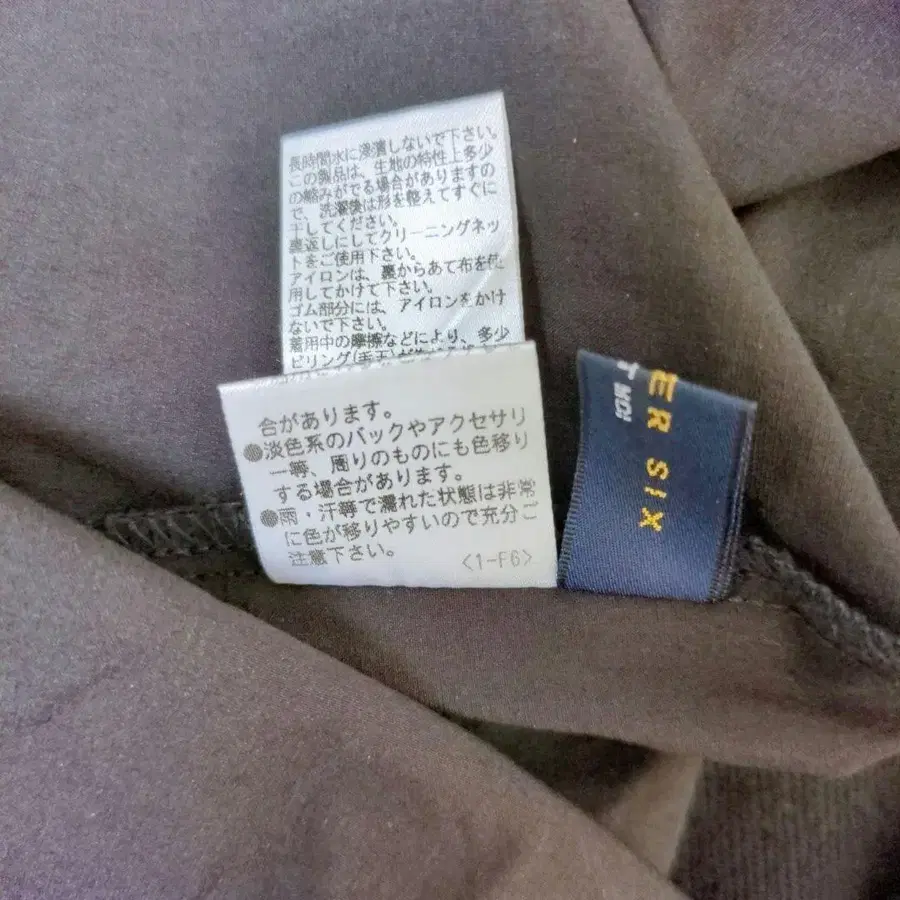 長時間水に浸漬しないで下さい。
この製品は、生地の特性上多少
の縮みがでる場合がありますの
で、洗濯後は形を整えてすぐに
干してください。
裏返しにしてクリーニングネッ
トをご使用下さい。
アイロンは、裏からあて布を使
用してかけて下さい。
ゴム部分には、アイロンをかけ
ないで下さい。
着用中の摩擦などにより、多少
ピリング(毛玉)
合があります。
●淡色系のバックやアクセサリ
ー等、周りのものにも色移り
する場合があります。
●雨・汗等で濡れた状態は非常
に色が移りやすいので充分ご
注意下さい。
<1-F6>
ER SIX